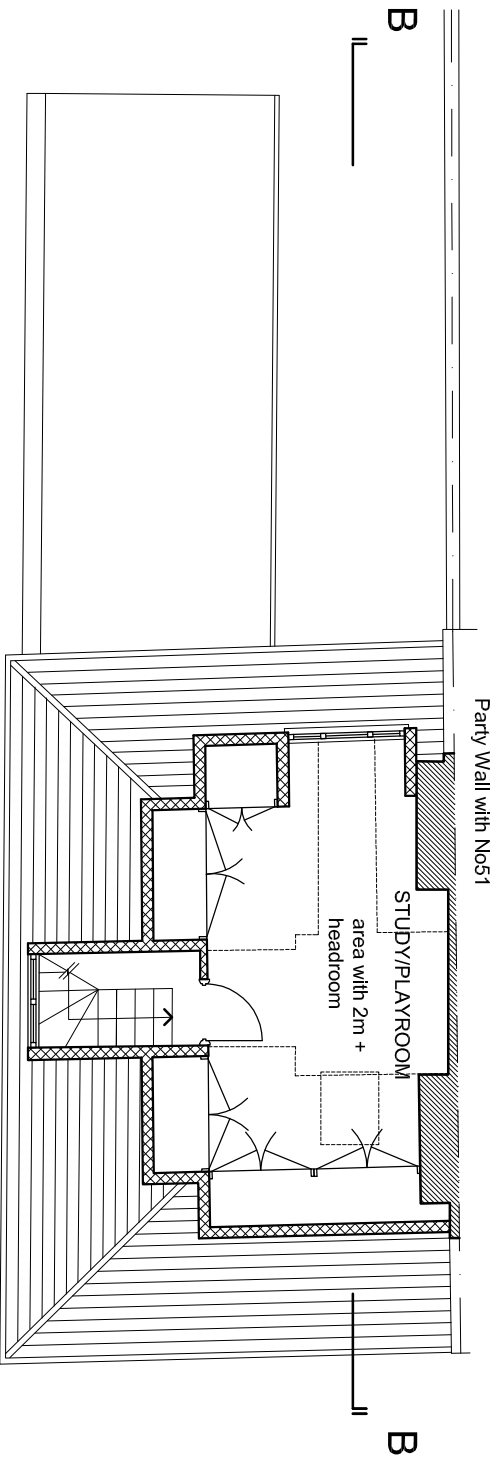 B
Party Wall with No51
STUDY/PLAYROOM
area with 2m +
headroom
B